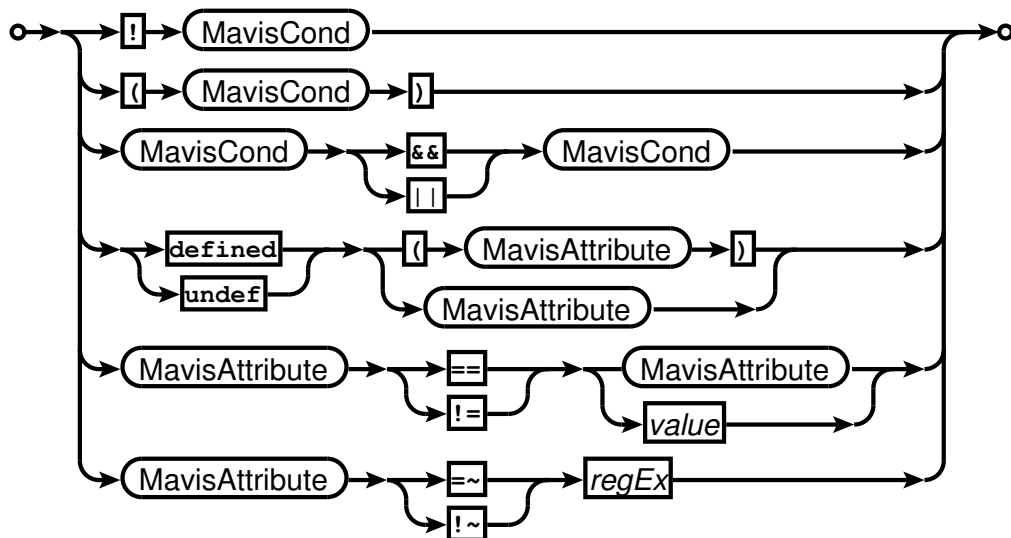 ! MavisCond
( MavisCond )
MavisCond && MavisCond
||
defined ( MavisAttribute )
undef MavisAttribute
MavisAttribute == MavisAttribute
!= value
MavisAttribute =~ regEx
!~